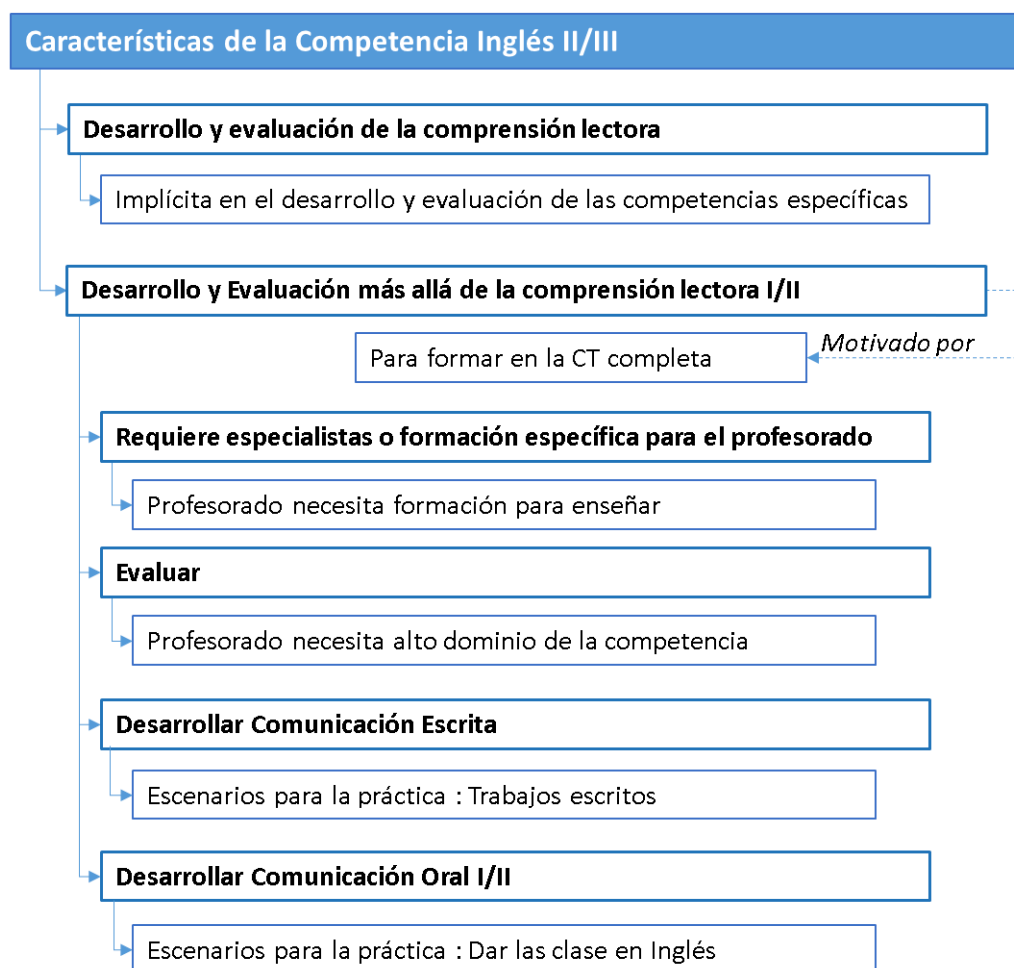 Características de la Competencia Inglés II/III
Desarrollo y evaluación de la comprensión lectora
Implícita en el desarrollo y evaluación de las competencias específicas
Desarrollo y Evaluación más allá de la comprensión lectora I/II
Motivado por
Para formar en la CT completa
Requiere especialistas o formación específica para el profesorado
Profesorado necesita formación para enseñar
Evaluar
Profesorado necesita alto dominio de la competencia
Desarrollar Comunicación Escrita
Escenarios para la práctica : Trabajos escritos
Desarrollar Comunicación Oral I/II
Escenarios para la práctica : Dar las clase en Inglés